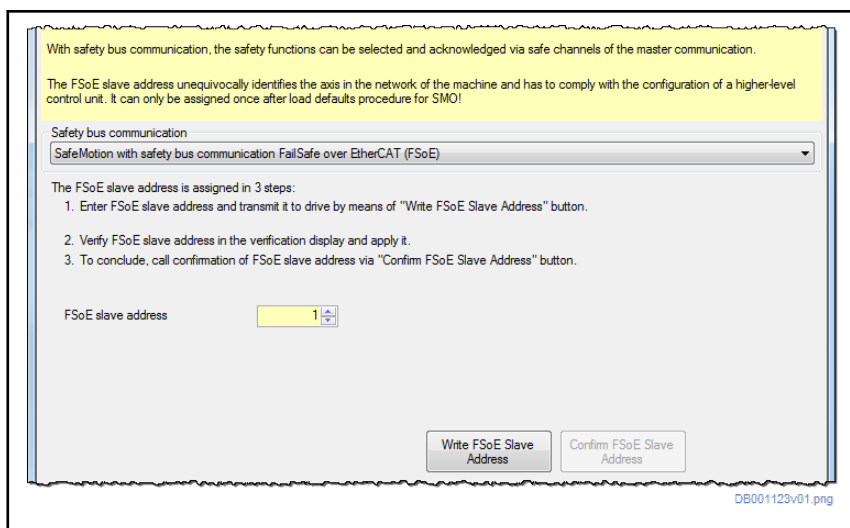 With safety bus communication, the safety functions can be selected and acknowledged via safe channels of the master communication.
The FSoE slave address unequivocally identifies the axis in the network of the machine and has to comply with the configuration of a higher-level
control unit. It can only be assigned once after load defaults procedure for SMO!
Safety bus communication
SafeMotion with safety bus communication FailSafe over EtherCAT (FSoE)
The FSoE slave address is assigned in 3 steps:
1. Enter FSoE slave address and transmit it to drive by means of "Write FSoE Slave Address" button.
2. Verify FSoE slave address in the verification display and apply it.
3. To conclude, call confirmation of FSoE slave address via "Confirm FSoE Slave Address" button.
FSoE slave address 1
Write FSoE Slave Confirm FSoE Slave
Address Address
DB001123v01.png